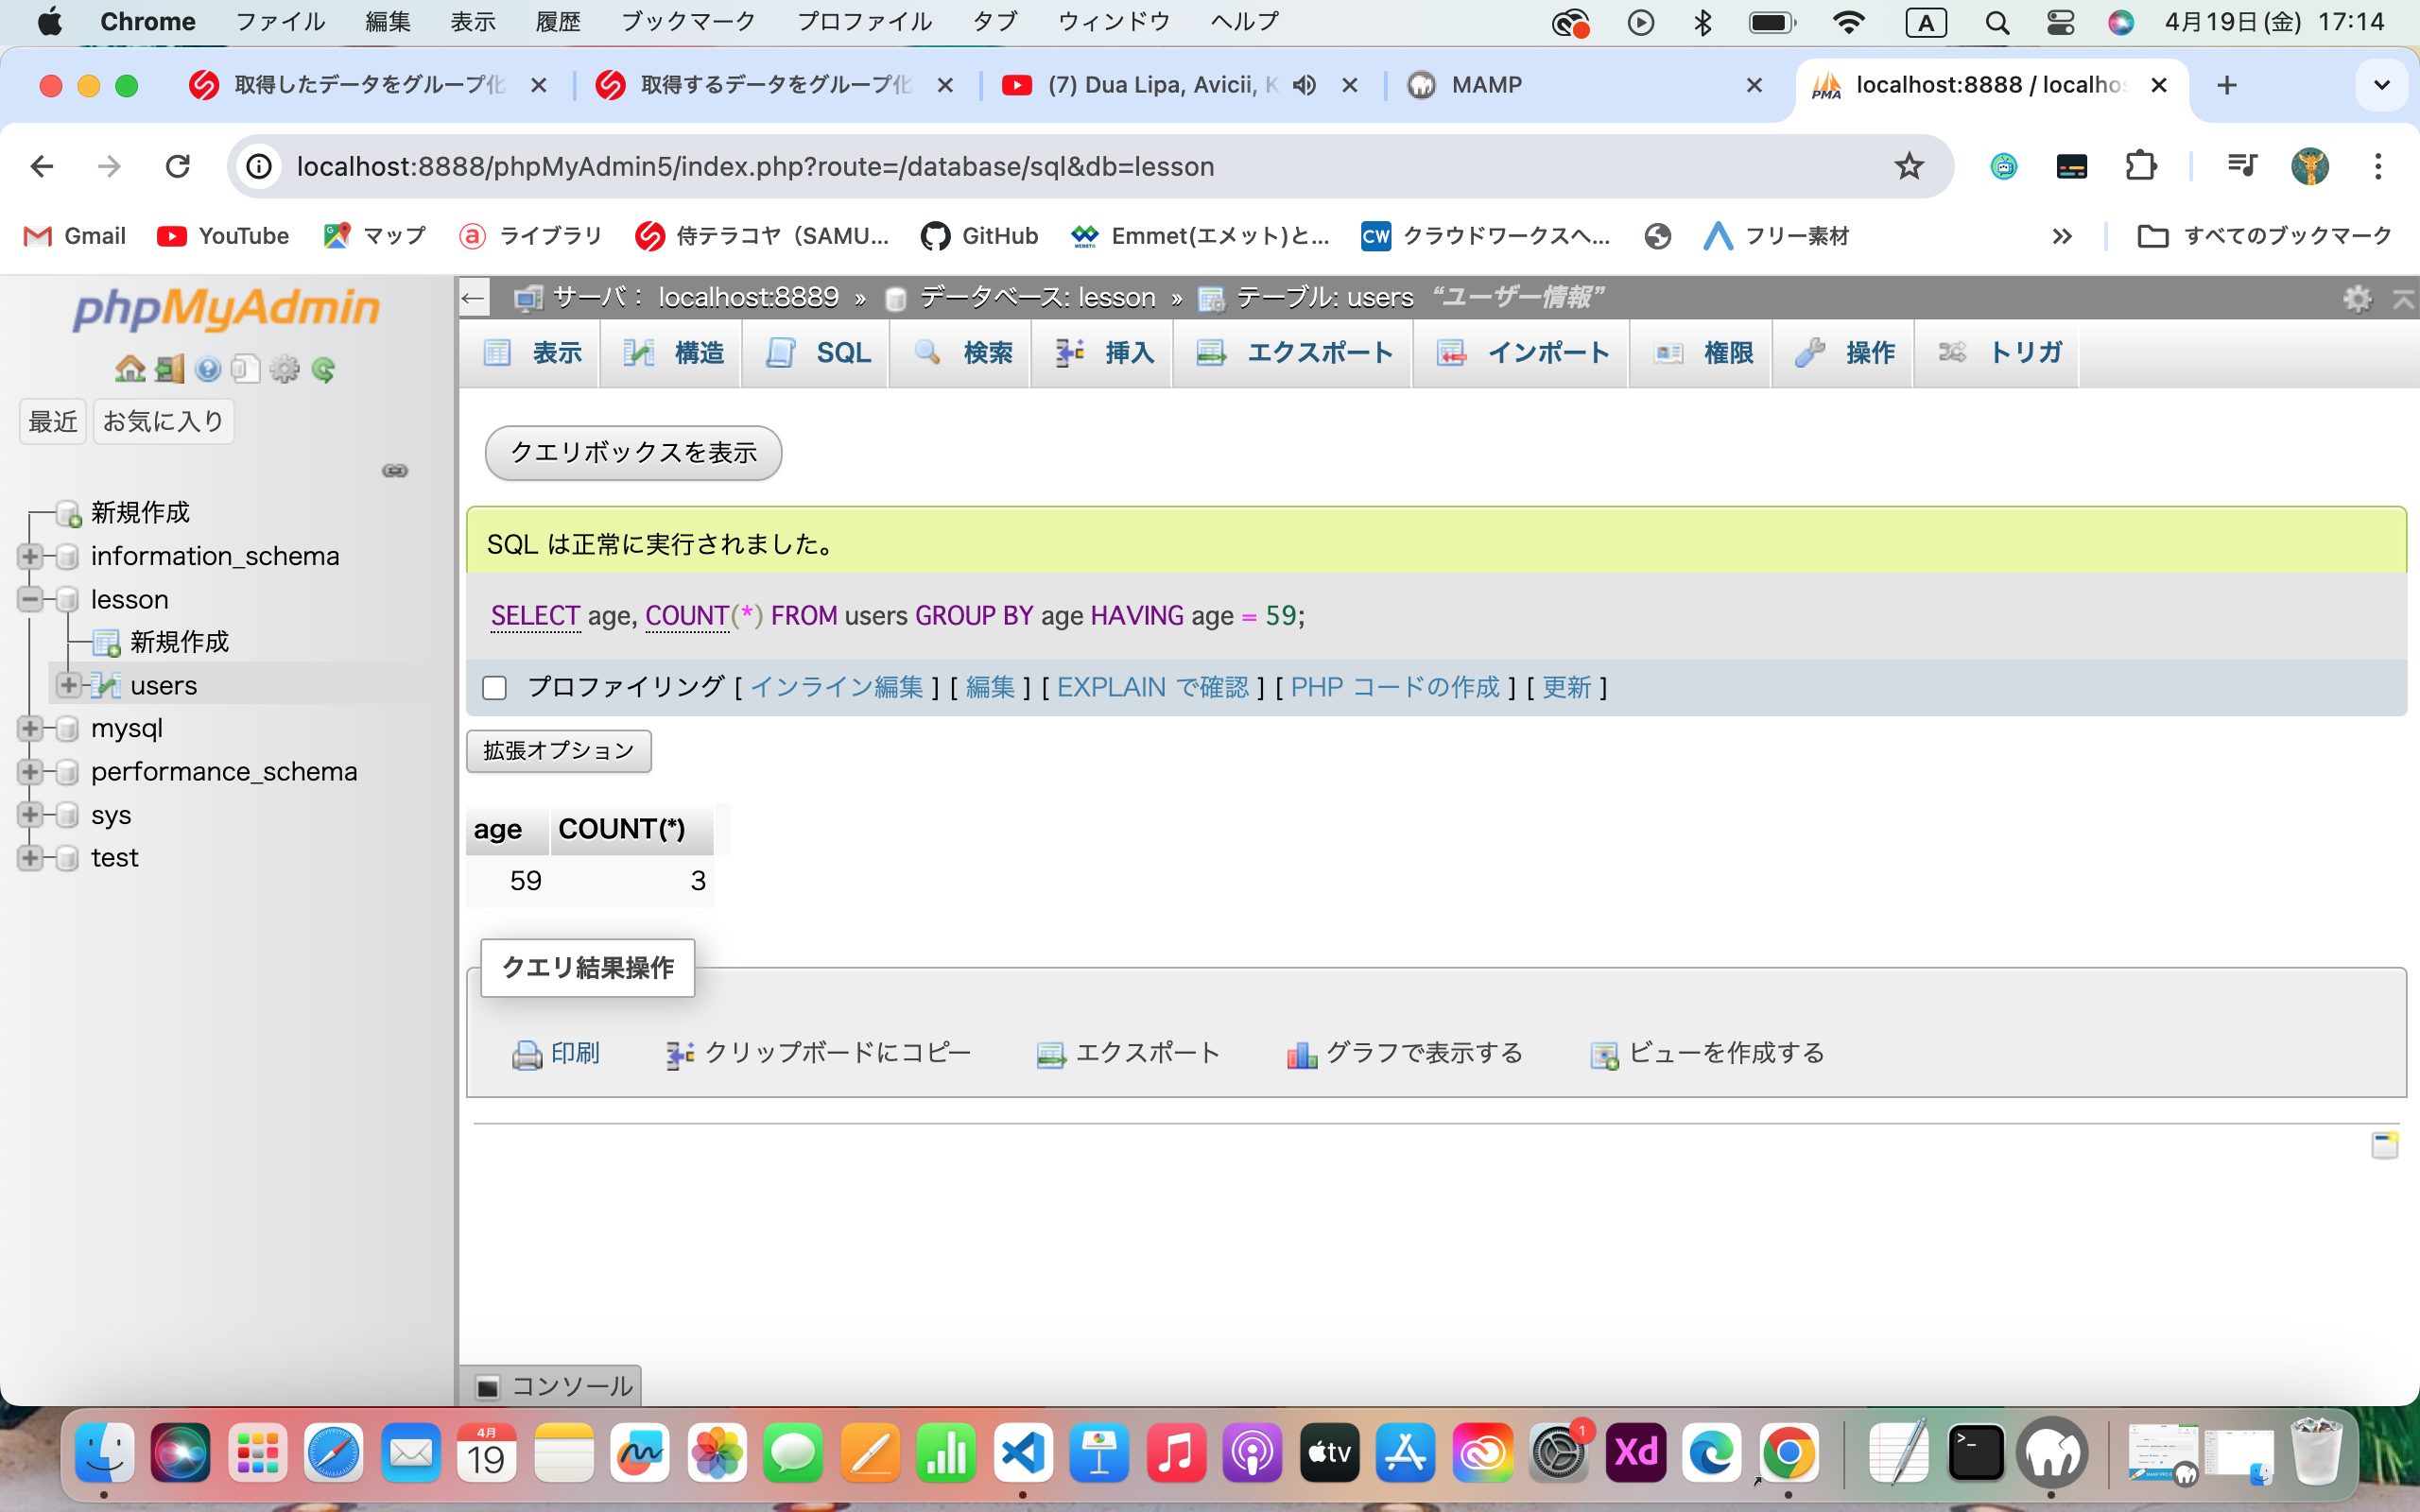 Chrome ファイル 編集 表示 履歴 ブックマーク プロファイル タブ ウィンドウ ヘルプ A 4月19日(金) 17:14
取得したデータをグループ化 取得するデータをグループ化 (7) Dua Lipa, Avicii, K MAMP PMA localhost:8888 / localhos
localhost:8888/phpMyAdmin5/index.php?route=/database/sql&db=lesson
Gmail YouTube マップ ライブラリ 侍テラコヤ（SAMU... GitHub Emmet(エメット)と... CW クラウドワークスへ... フリー素材 » すべてのブックマーク
phpMyAdmin
最近 お気に入り
新規作成
information_schema
lesson
新規作成
users
mysql
performance_schema
sys
test
サーバ： localhost:8889 » データベース: lesson » テーブル: users “ユーザー情報”
表示 構造 SQL 検索 挿入 エクスポート インポート 権限 操作 トリガ
クエリボックスを表示
SQL は正常に実行されました。
SELECT age, COUNT(*) FROM users GROUP BY age HAVING age = 59;
プロファイリング [ インライン編集 ] [ 編集 ] [ EXPLAIN で確認 ] [ PHP コードの作成 ] [ 更新 ]
拡張オプション
age COUNT(*)
59 3
クエリ結果操作
印刷 クリップボードにコピー エクスポート グラフで表示する ビューを作成する
コンソール
4月
19
tv
1
Xd